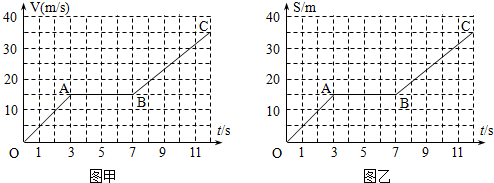 V(m/s)
40
30
20
10
O
A
B
C
1 3 5 7 9 11
t/s
图甲
S/m
40
30
20
10
O
A
B
C
1 3 5 7 9 11
t/s
图乙